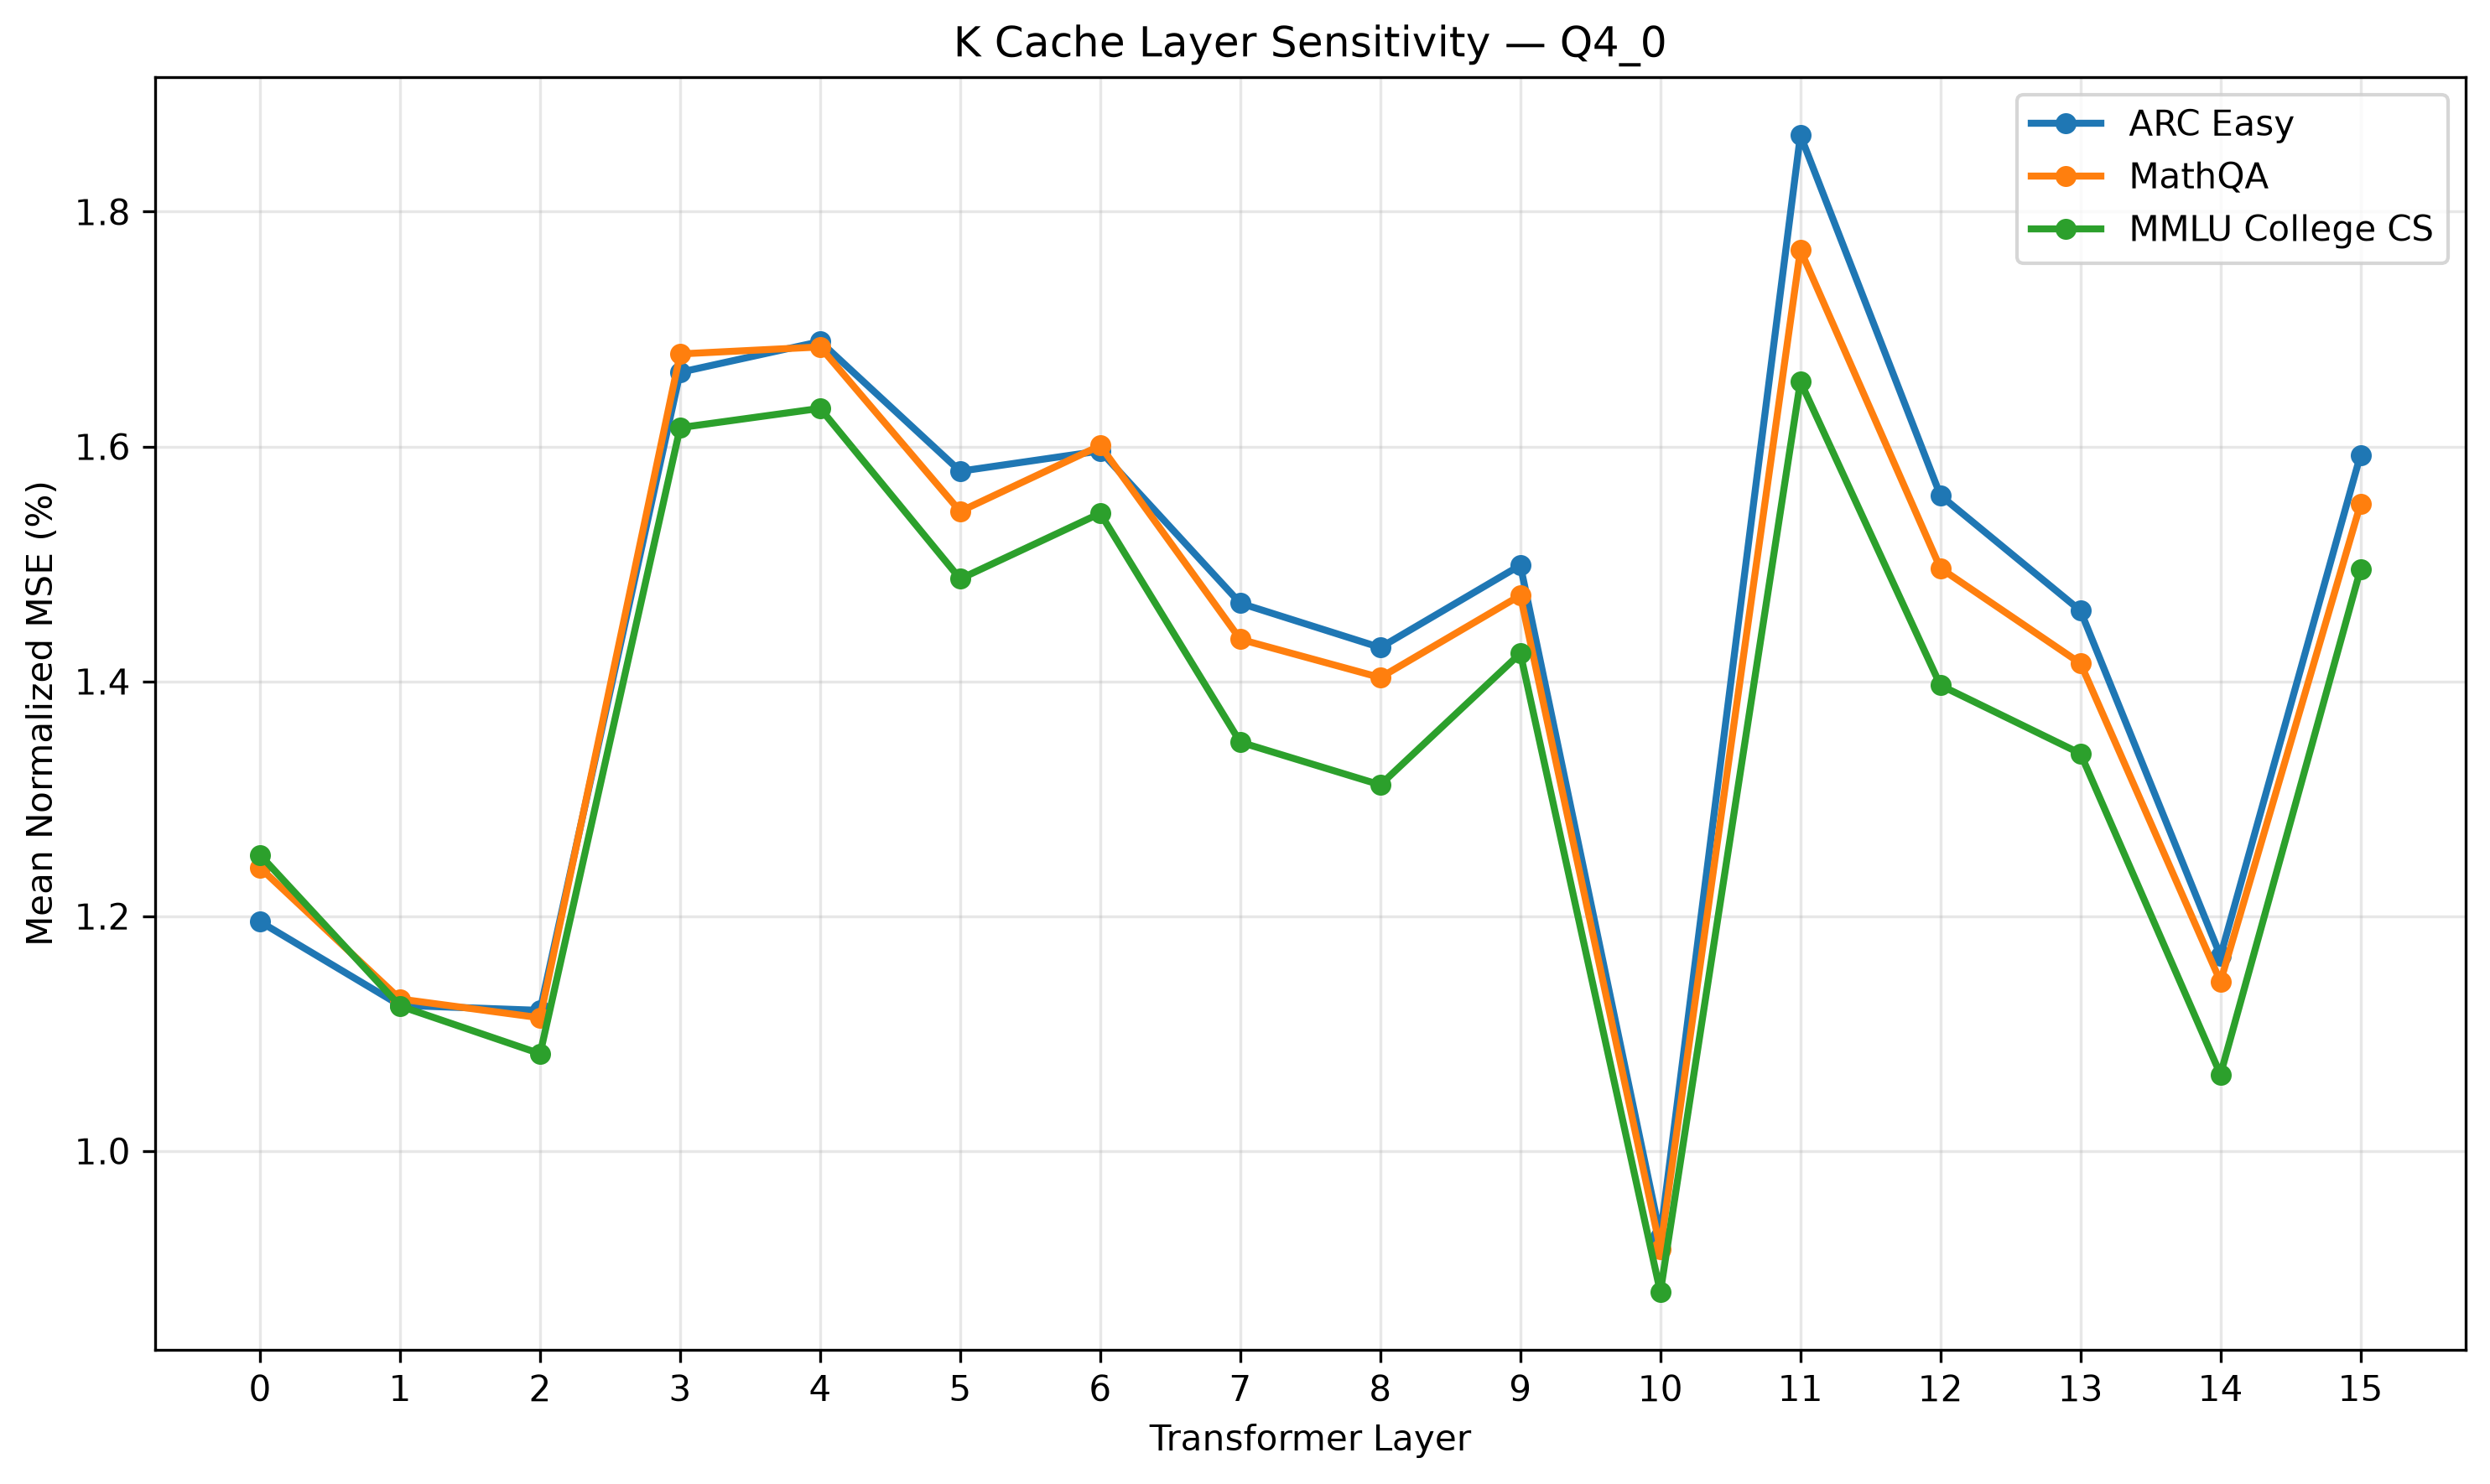 K Cache Layer Sensitivity — Q4_0
ARC Easy
MathQA
MMLU College CS
Mean Normalized MSE (%)
1.8
1.6
1.4
1.2
1.0
0 1 2 3 4 5 6 7 8 9 10 11 12 13 14 15
Transformer Layer